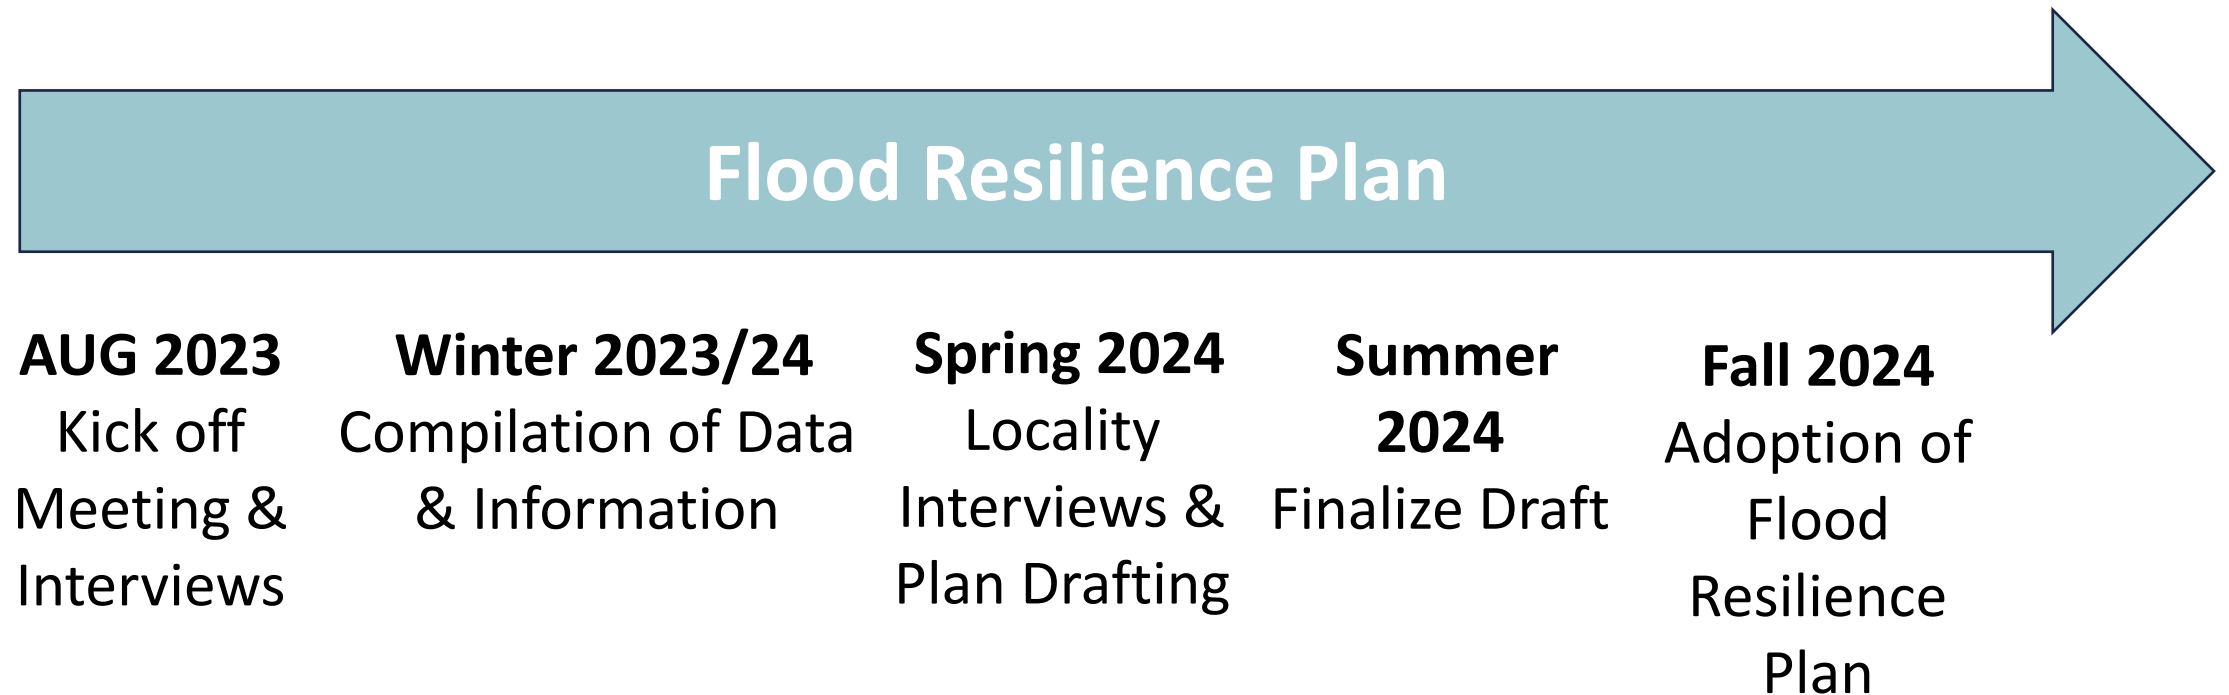 Flood Resilience Plan
AUG 2023
Kick off
Meeting &
Interviews
Winter 2023/24
Compilation of Data
& Information
Spring 2024
Locality
Interviews &
Plan Drafting
Summer
2024
Finalize Draft
Fall 2024
Adoption of
Flood
Resilience
Plan